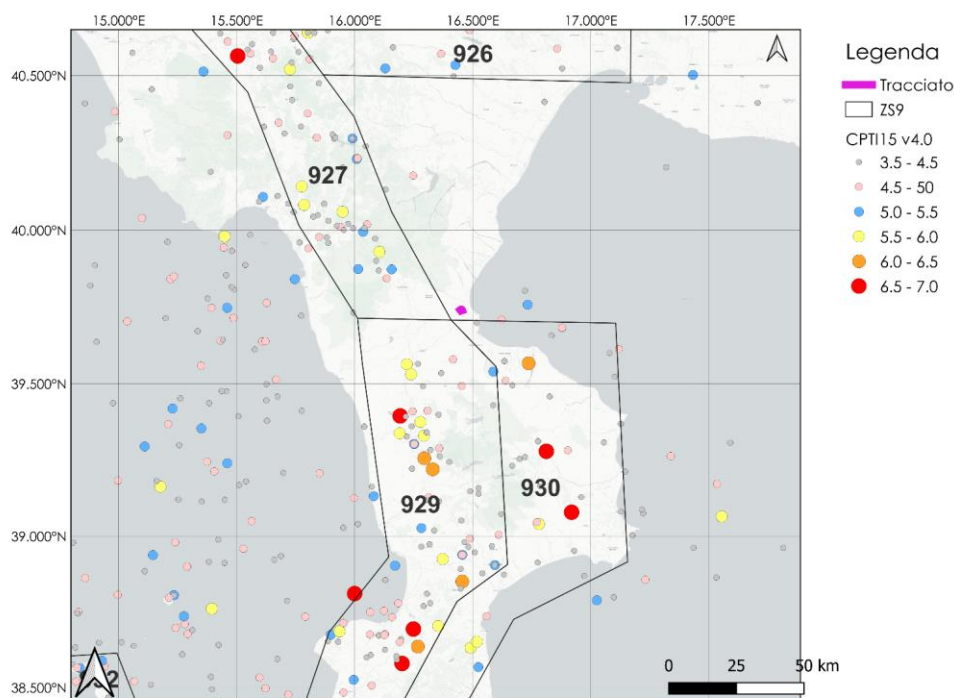 15.000°E 15.500°E 16.000°E 16.500°E 17.000°E 17.500°E
40.500°N
40.000°N
39.500°N
39.000°N
38.500°N
926
927
929
930
Legenda
Tracciato
ZS9
CPTI15 v4.0
3.5 - 4.5
4.5 - 50
5.0 - 5.5
5.5 - 6.0
6.0 - 6.5
6.5 - 7.0
0 25 50 km